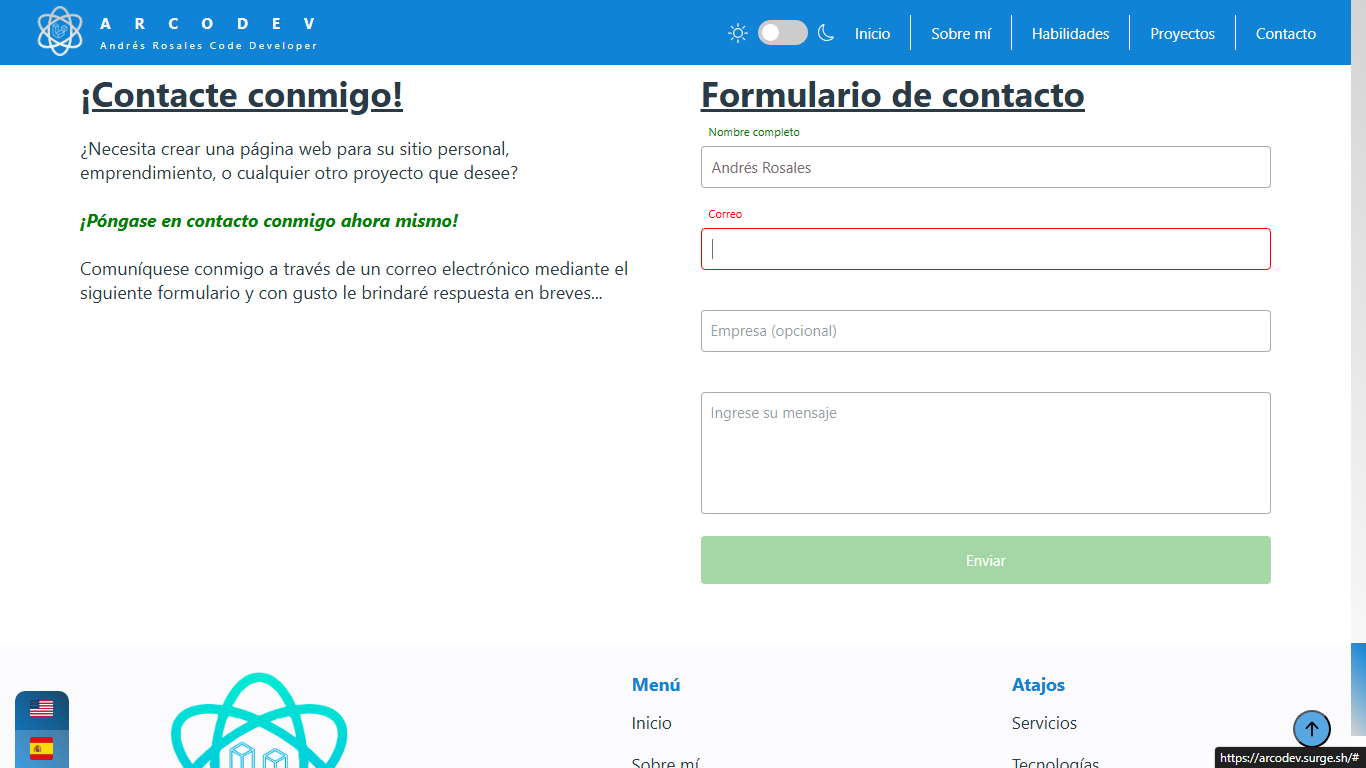 A R C O D E V
Andrés Rosales Code Developer
Inicio
Sobre mí
Habilidades
Proyectos
Contacto
¡Contacte conmigo!
¿Necesita crear una página web para su sitio personal,
emprendimiento, o cualquier otro proyecto que desee?
¡Póngase en contacto conmigo ahora mismo!
Comuníquese conmigo a través de un correo electrónico mediante el
siguiente formulario y con gusto le brindaré respuesta en breves...
Formulario de contacto
Nombre completo
Andrés Rosales
Correo
Empresa (opcional)
Ingrese su mensaje
Enviar
Menú
Inicio
Sobre mí
Atajos
Servicios
Tecnologías
https://arcodev.surge.sh/#